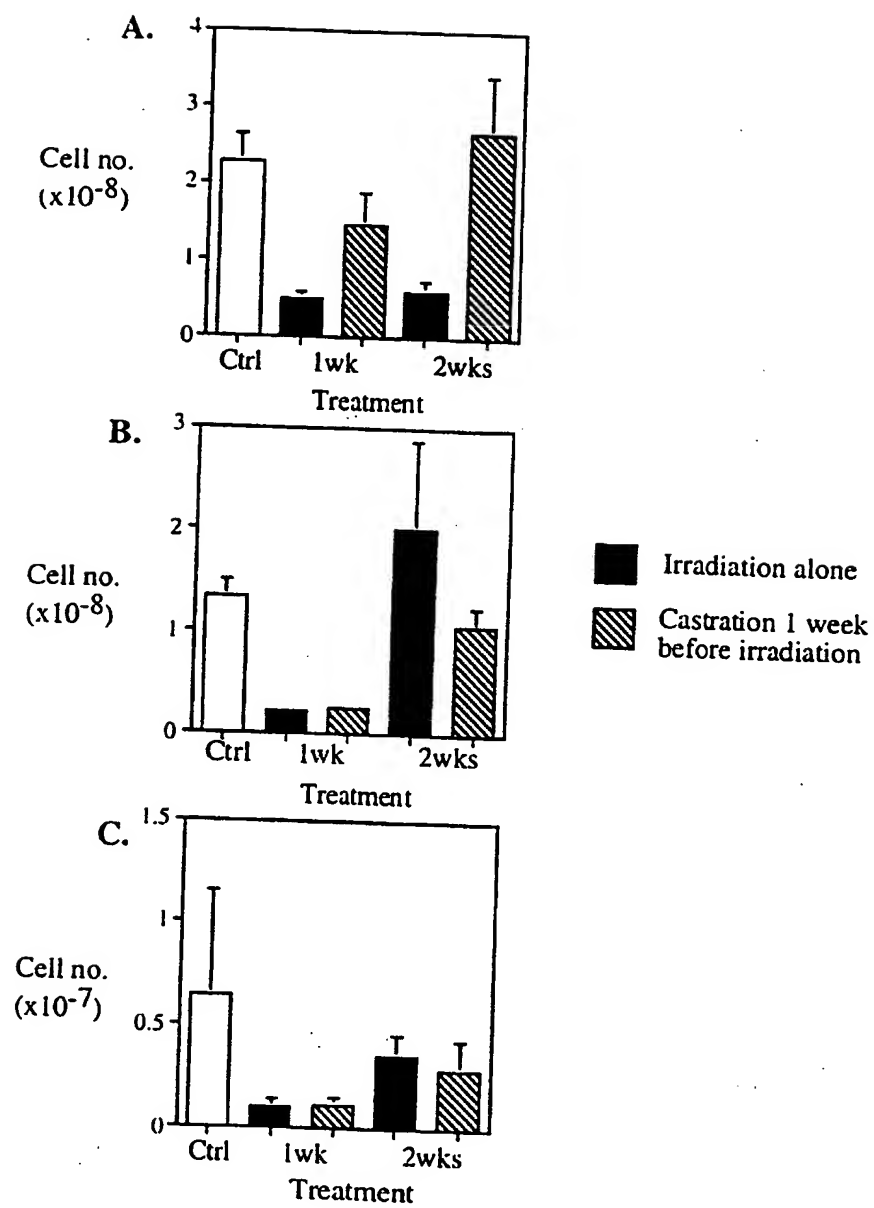 A.
4
3
Cell no.
(x10-8)
2
1
0
Ctrl 1wk 2wks
Treatment
B.
3
2
Cell no.
(x10-8)
1
0
Ctrl 1wk 2wks
Treatment
Irradiation alone
Castration 1 week
before irradiation
C.
1.5
1
Cell no.
(x10-7)
0.5
0
Ctrl 1wk 2wks
Treatment